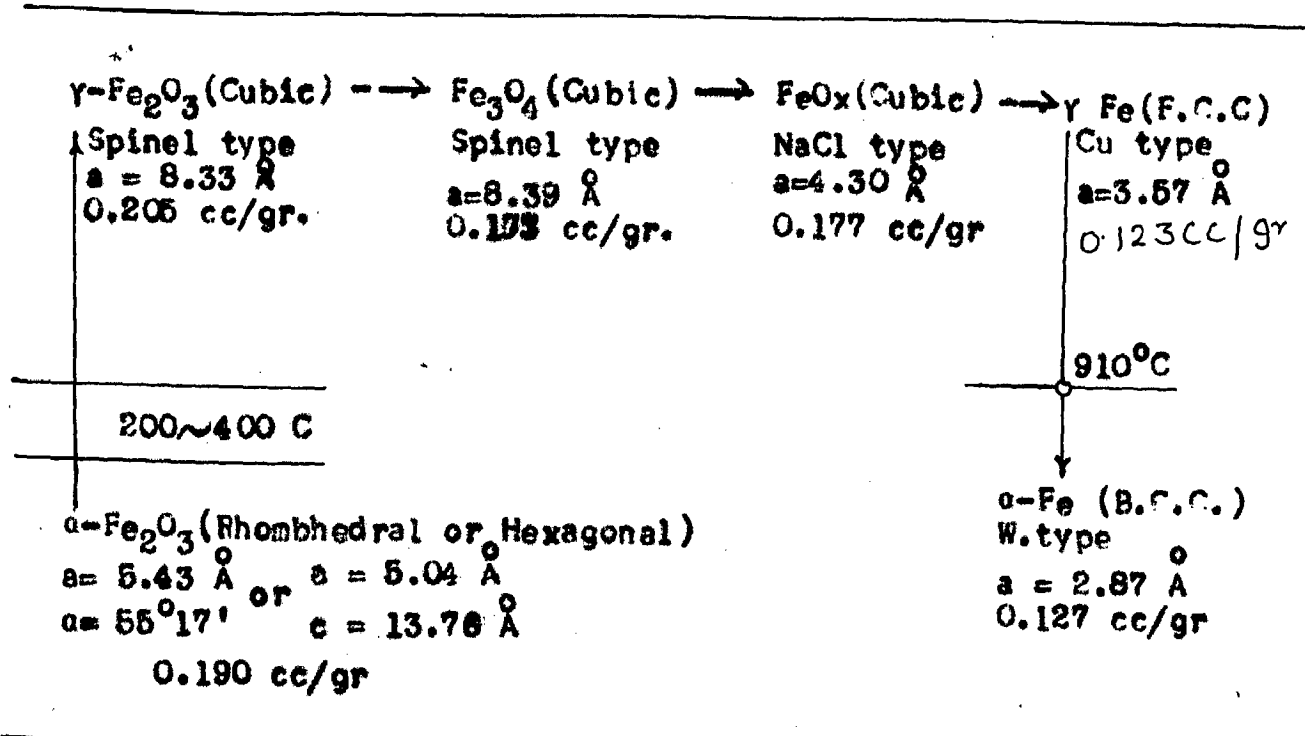 γ-Fe₂O₃(Cubic) --→ Fe₃O₄(Cubic) --→ FeOx(Cubic) --→ γ Fe(F.C.C)
Spinel type
a = 8.33 Å
0.205 cc/gr.
Spinel type
a=8.39 Å
cc/gr.
NaCl type
a=4.30 Å
0.177 cc/gr
Cu type
a=3.57 Å
0.123cc/gr
910°C
200~400 C
α-Fe₂O₃(Rhombhedral or Hexagonal)
a= 5.43 Å or a = 5.04 Å
α= 55°17' c = 13.76 Å
0.190 cc/gr
α-Fe (B.C.C.)
W.type
a = 2.87 Å
0.127 cc/gr